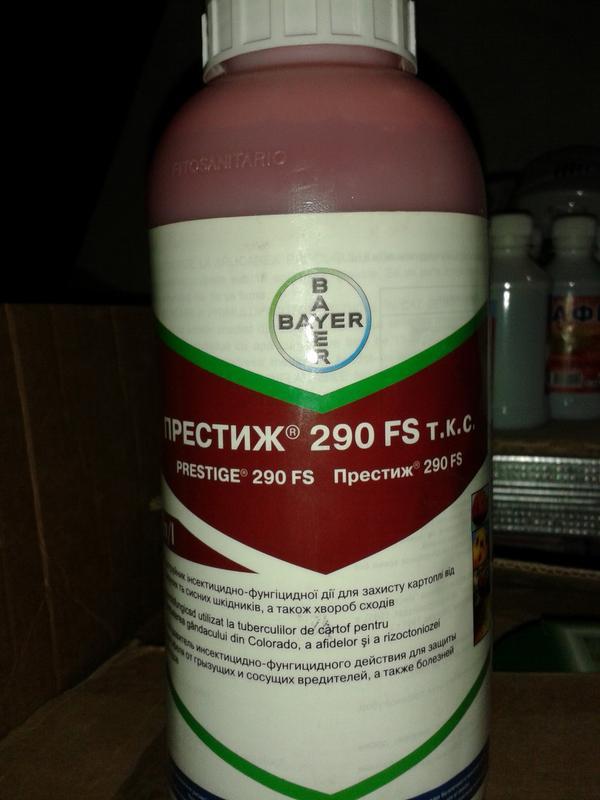 FITOSANITARIO
BAYER
BAYER
ПРЕСТИЖ® 290 FS т.к.с.
PRESTIGE® 290 FS Престиж® 290 FS
/l
інсектицидно-фунгіцидної дії для захисту картоплі від
та сисних шкідників, а також хвороб сходів
utilizat la tuberculilor de cartof pentru
gândacului din Colorado, a afidelor şi a rizoctoniozei
инсектицидно-фунгицидного действия для защиты
от грызущих и сосущих вредителей, а также болезней
АФ